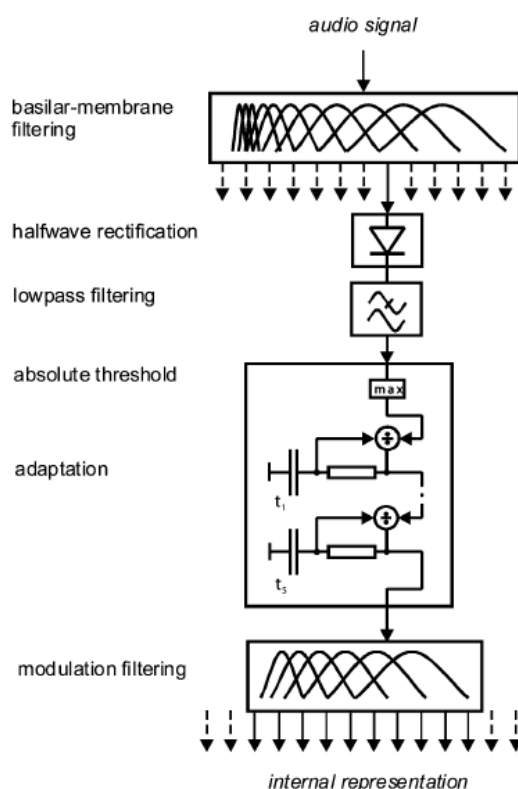 audio signal
basilar-membrane
filtering
halfwave rectification
lowpass filtering
absolute threshold
max
adaptation
÷
t₁
÷
t₅
modulation filtering
internal representation